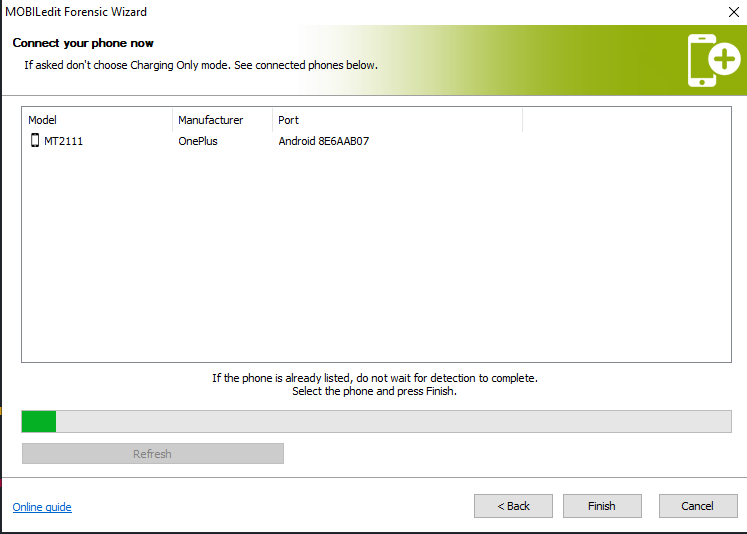 MOBILedit Forensic Wizard
Connect your phone now
If asked don't choose Charging Only mode. See connected phones below.
Model Manufacturer Port
MT2111 OnePlus Android 8E6AAB07
If the phone is already listed, do not wait for detection to complete.
Select the phone and press Finish.
Refresh
Online guide < Back Finish Cancel